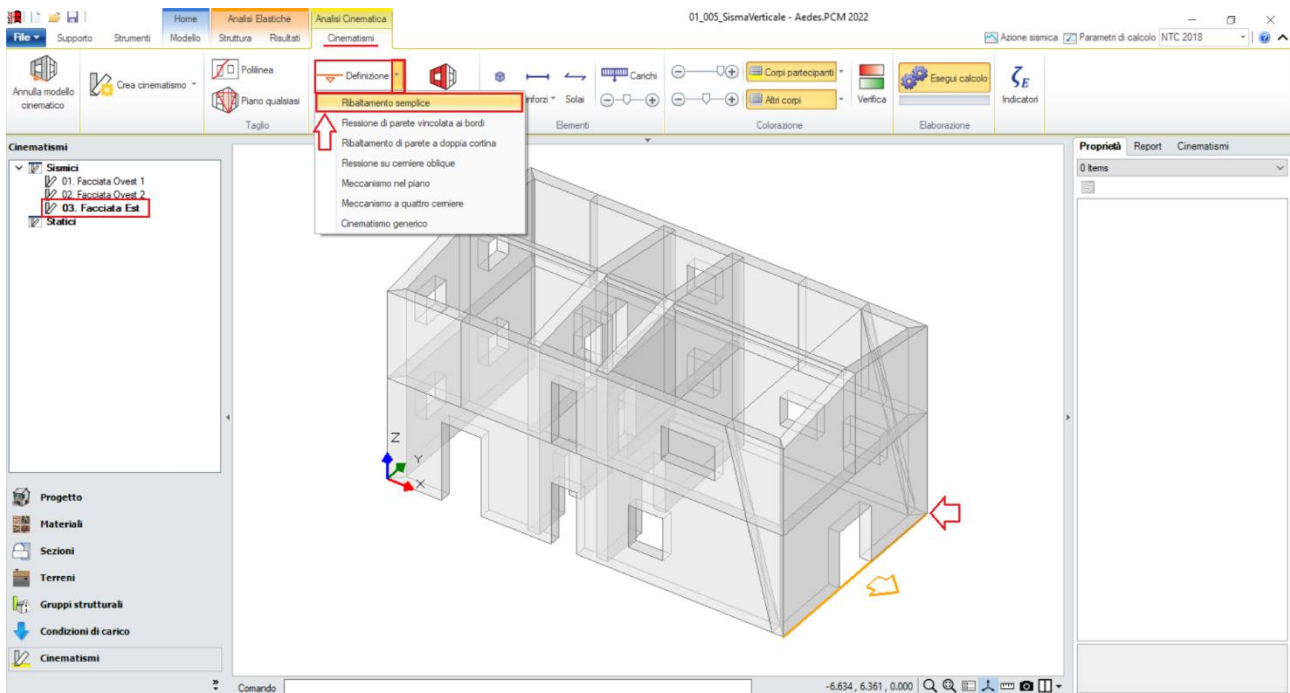 Home
Analisi Elastiche
Analisi Cinematica
01_005_SismaVerticale - Aedes.PCM 2022
File
Supporto
Strumenti
Modello
Struttura
Risultati
Cinematismi
Azione sismica
Parametri di calcolo
NTC 2018
Annulla modello
cinematico
Crea cinematismo
Polilinea
Piano qualsiasi
Taglio
Definizione
Ribaltamento semplice
Flessione di parete vincolata ai bordi
Ribaltamento di parete a doppia cortina
Flessione su cerniere oblique
Meccanismo nel piano
Meccanismo a quattro cerniere
Cinematismo generico
Solai
Carichi
Elementi
Corpi partecipanti
Altri corpi
Colorazione
Verifica
Esegui calcolo
Elaborazione
ζE
Indicatori
Cinematismi
Sismici
01. Facciata Ovest 1
02. Facciata Ovest 2
03. Facciata Est
Statici
Progetto
Materiali
Sezioni
Terreni
Gruppi strutturali
Condizioni di carico
Cinematismi
Z
Y
X
Proprietà
Report
Cinematismi
0 Items
Comando
-6.634 , 6.361 , 0.000